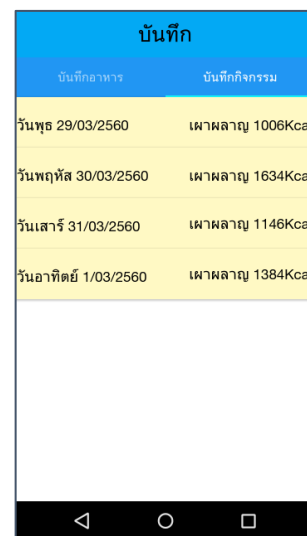 บันทึก
บันทึกอาหาร บันทึกกิจกรรม
วันพุธ 29/03/2560 เผาผลาญ 1006Kca
วันพฤหัส 30/03/2560 เผาผลาญ 1634Kca
วันเสาร์ 31/03/2560 เผาผลาญ 1146Kca
วันอาทิตย์ 1/03/2560 เผาผลาญ 1384Kca